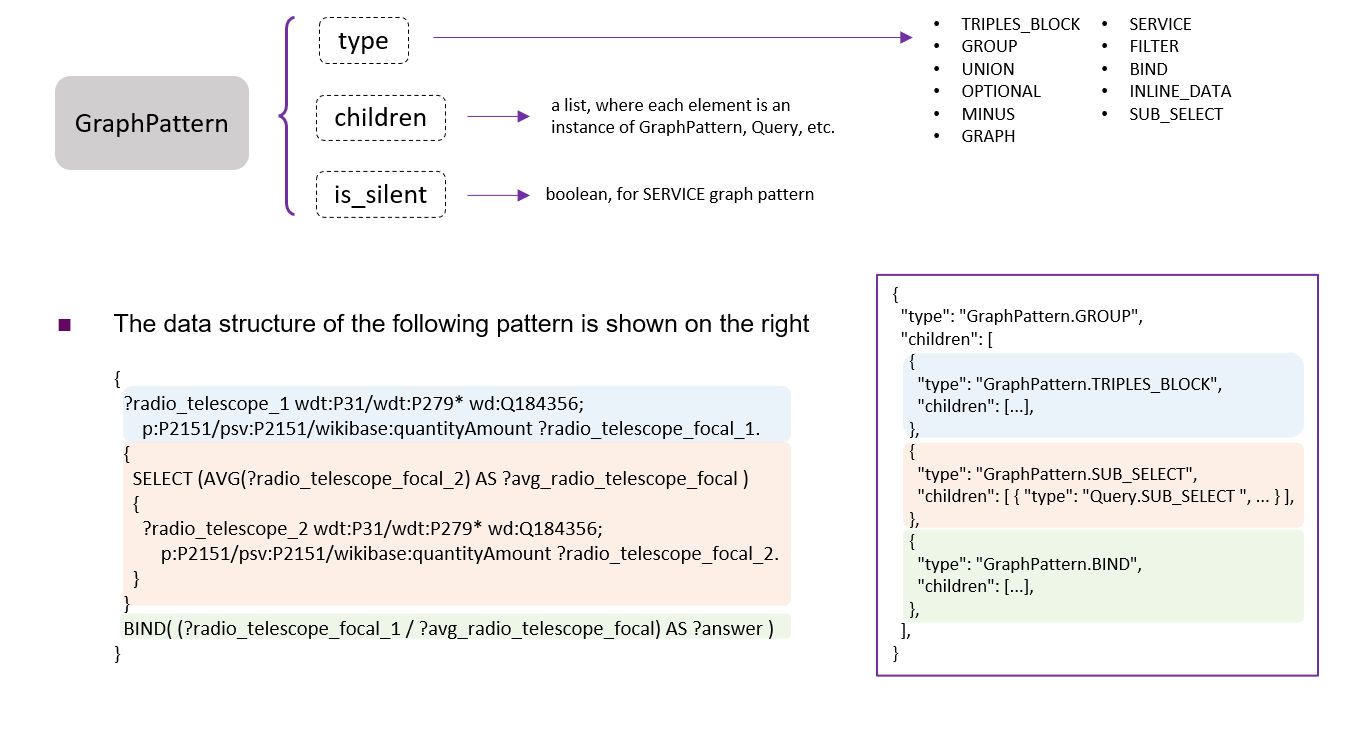 GraphPattern
type
• TRIPLES_BLOCK
• GROUP
• UNION
• OPTIONAL
• MINUS
• GRAPH
• SERVICE
• FILTER
• BIND
• INLINE_DATA
• SUB_SELECT
children
a list, where each element is an
instance of GraphPattern, Query, etc.
is_silent
boolean, for SERVICE graph pattern
■ The data structure of the following pattern is shown on the right
{
?radio_telescope_1 wdt:P31/wdt:P279* wd:Q184356;
p:P2151/psv:P2151/wikibase:quantityAmount ?radio_telescope_focal_1.
{
SELECT (AVG(?radio_telescope_focal_2) AS ?avg_radio_telescope_focal )
{
?radio_telescope_2 wdt:P31/wdt:P279* wd:Q184356;
p:P2151/psv:P2151/wikibase:quantityAmount ?radio_telescope_focal_2.
}
}
BIND( (?radio_telescope_focal_1 / ?avg_radio_telescope_focal) AS ?answer )
}
{
"type": "GraphPattern.GROUP",
"children": [
{
"type": "GraphPattern.TRIPLES_BLOCK",
"children": [...],
},
{
"type": "GraphPattern.SUB_SELECT",
"children": [ { "type": "Query.SUB_SELECT ", ... } ],
},
{
"type": "GraphPattern.BIND",
"children": [...],
},
],
}